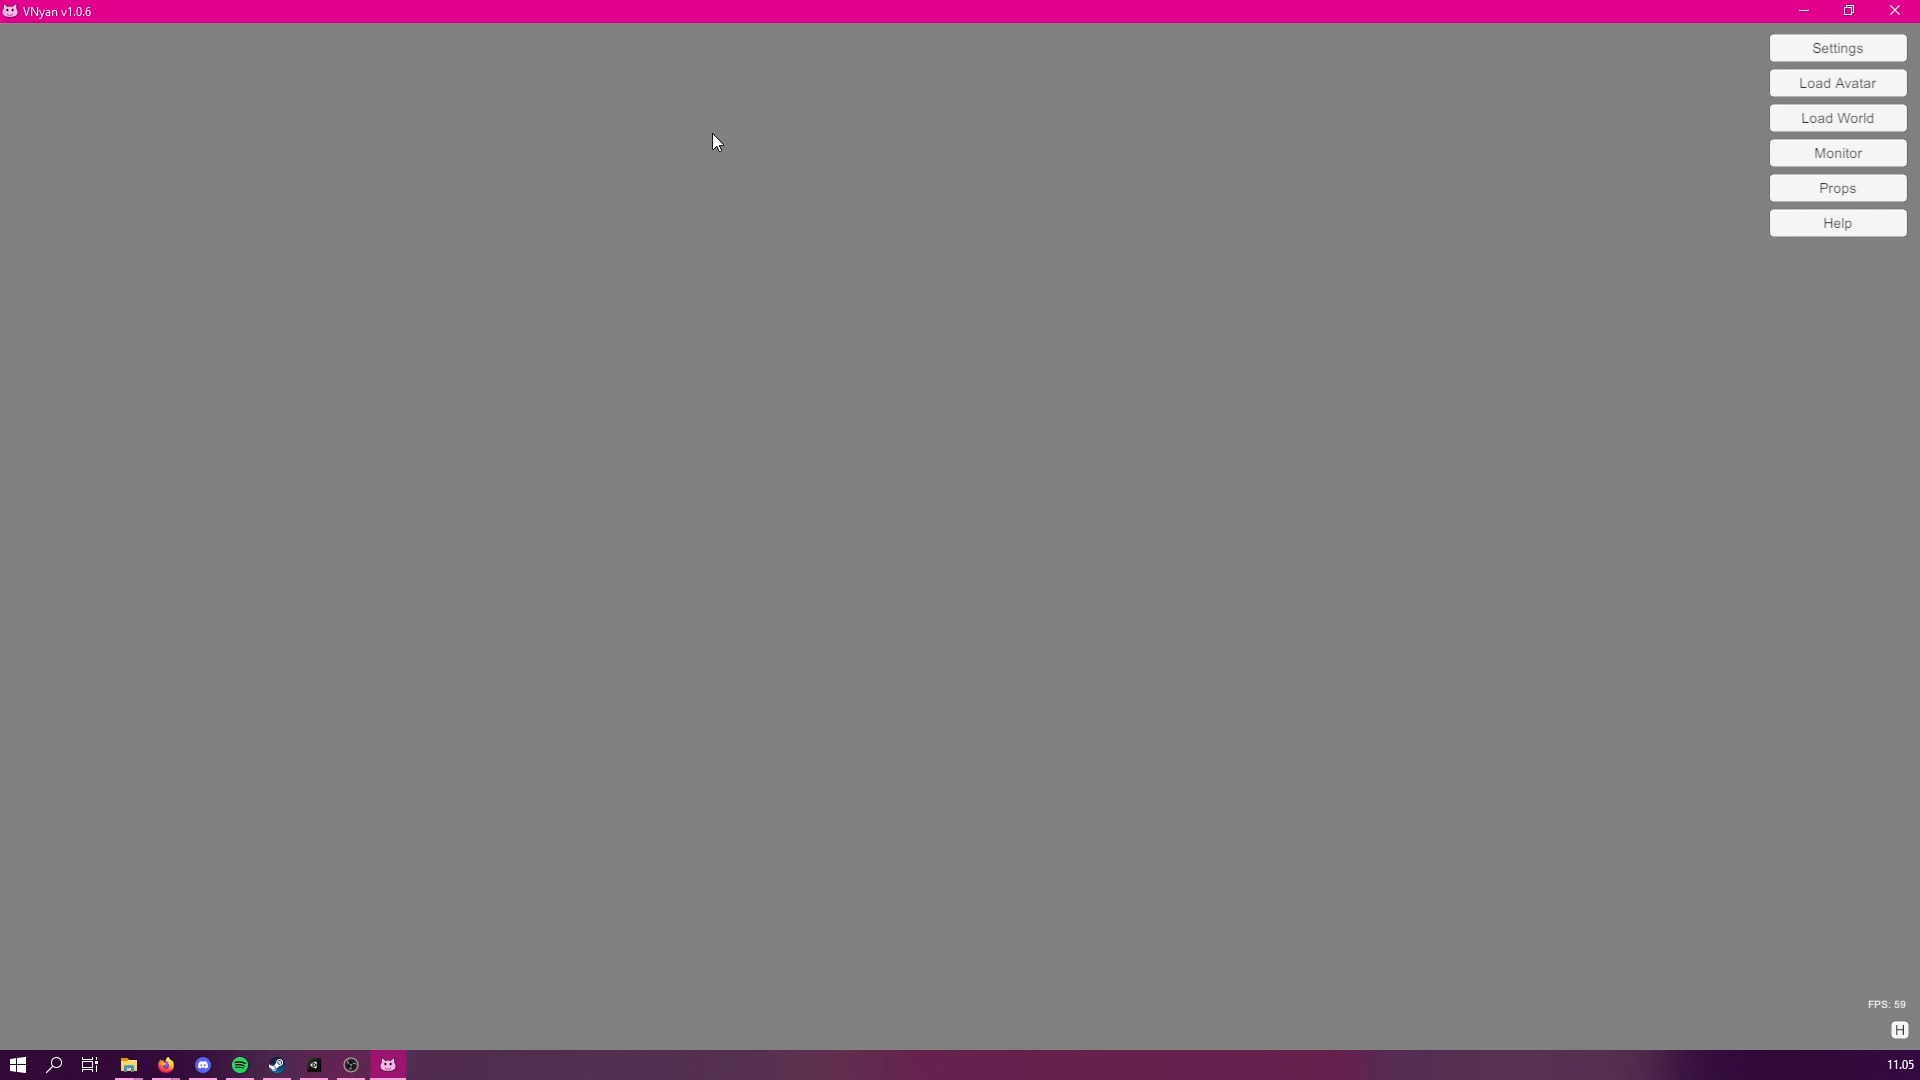 VNyan v1.0.6
Settings
Load Avatar
Load World
Monitor
Props
Help
FPS: 59
H
11.05